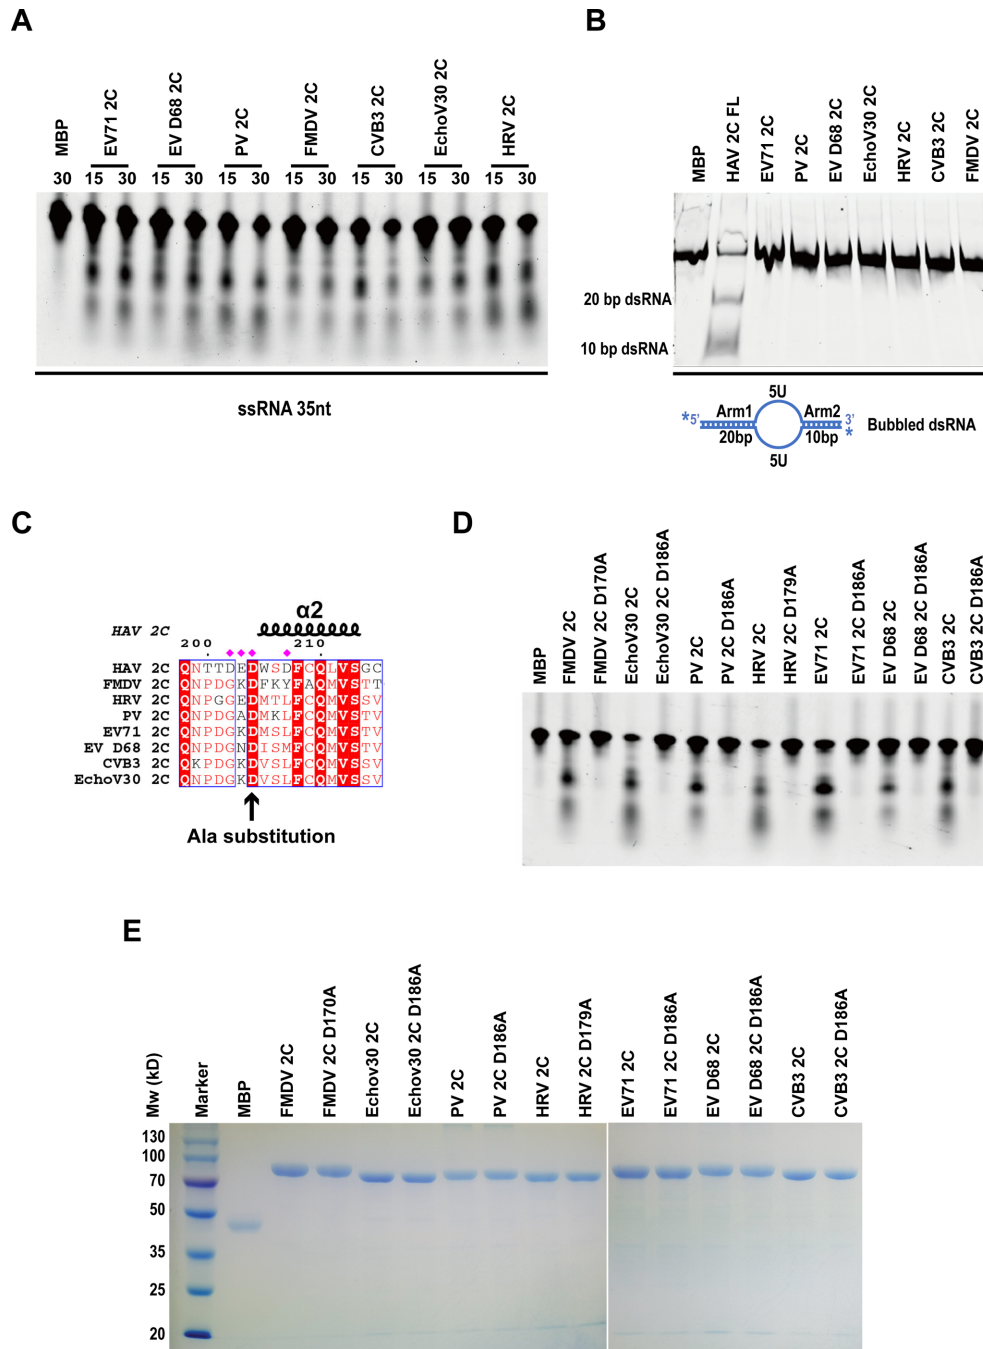 A
MBP
EV71 2C
EV D68 2C
PV 2C
FMDV 2C
CVB3 2C
EchoV30 2C
HRV 2C
30 15 30 15 30 15 30 15 30 15 30 15 30 15 30
ssRNA 35nt
B
MBP
HAV 2C FL
EV71 2C
PV 2C
EV D68 2C
EchoV30 2C
HRV 2C
CVB3 2C
FMDV 2C
20 bp dsRNA
10 bp dsRNA
5U
Arm1 Arm2
*5' 3'
20bp 10bp *
Bubbled dsRNA
5U
C
α2
HAV 2C
200 210
HAV 2C QNTTDEDWSDFCQLVSGC
FMDV 2C QNPDGKDFKYFAQMVSTT
HRV 2C QNPGGEDMTLFCQMVSSV
PV 2C QNPDGADMKLFCQMVSTV
EV71 2C QNPDGKDVSLFCQMVSTV
EV D68 2C QNPDGNDISMFCQMVSTV
CVB3 2C QKPDGKDVSLFCQMVSSV
EchoV30 2C QNPDGKDVSLFCQMVSSV
Ala substitution
D
MBP
FMDV 2C
FMDV 2C D170A
EchoV30 2C
EchoV30 2C D186A
PV 2C
PV 2C D186A
HRV 2C
HRV 2C D179A
EV71 2C
EV71 2C D186A
EV D68 2C
EV D68 2C D186A
CVB3 2C
CVB3 2C D186A
E
Mw (kD)
Marker
MBP
FMDV 2C
FMDV 2C D170A
Echov30 2C
Echov30 2C D186A
PV 2C
PV 2C D186A
HRV 2C
HRV 2C D179A
EV71 2C
EV71 2C D186A
EV D68 2C
EV D68 2C D186A
CVB3 2C
CVB3 2C D186A
130
100
70
50
35
25
20